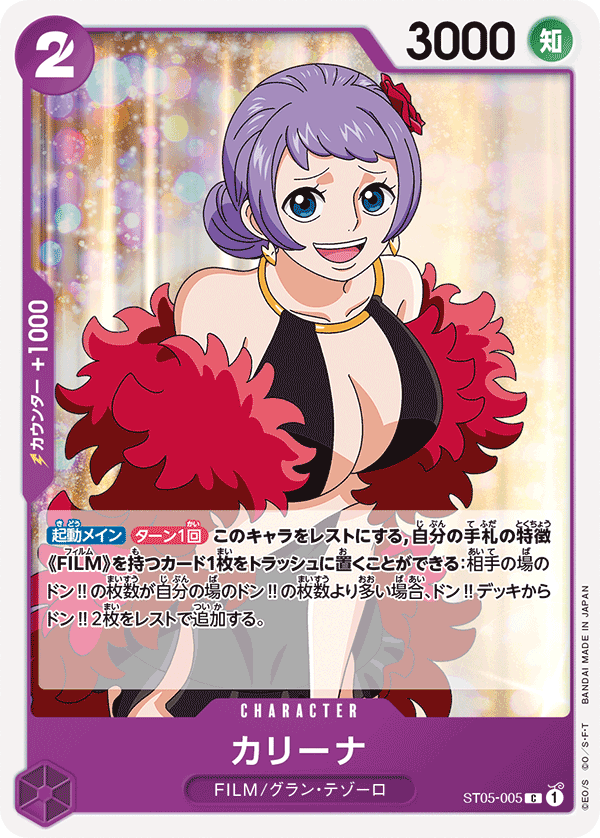 2
3000 知
カウンター +1000
起動メイン ターン1回 このキャラをレストにする,自分の手札の特徴
《FILM》を持つカード1枚をトラッシュに置くことができる:相手の場の
ドン!!の枚数が自分の場のドン!!の枚数より多い場合、ドン!!デッキから
ドン!!2枚をレストで追加する。
CHARACTER
カリーナ
FILM/グラン・テゾーロ
ST05-005 C 1
©EO/S ©O/S・F・T BANDAI MADE IN JAPAN